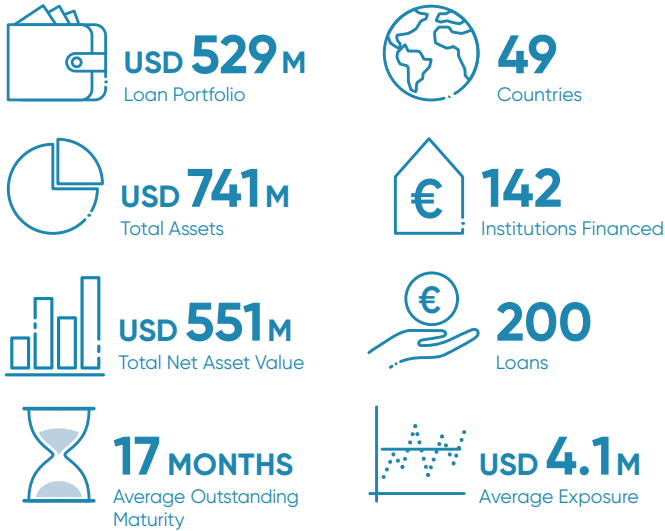 USD 529 M
Loan Portfolio
49
Countries
USD 741 M
Total Assets
€
142
Institutions Financed
USD 551 M
Total Net Asset Value
€
200
Loans
17 MONTHS
Average Outstanding
Maturity
USD 4.1 M
Average Exposure